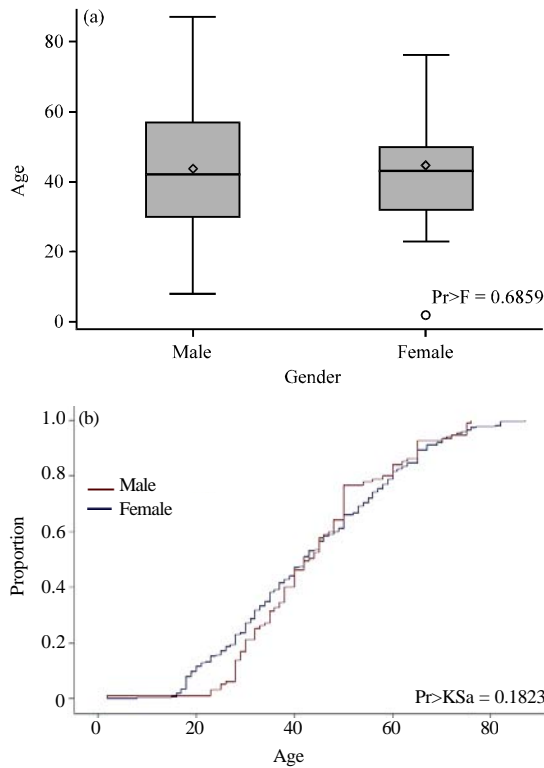 (a)
80
60
40
20
0
Age
Pr>F = 0.6859
Male
Female
Gender
(b)
1.0
0.8
0.6
0.4
0.2
0
Proportion
Male
Female
Pr>KSa = 0.1823
0
20
40
60
80
Age